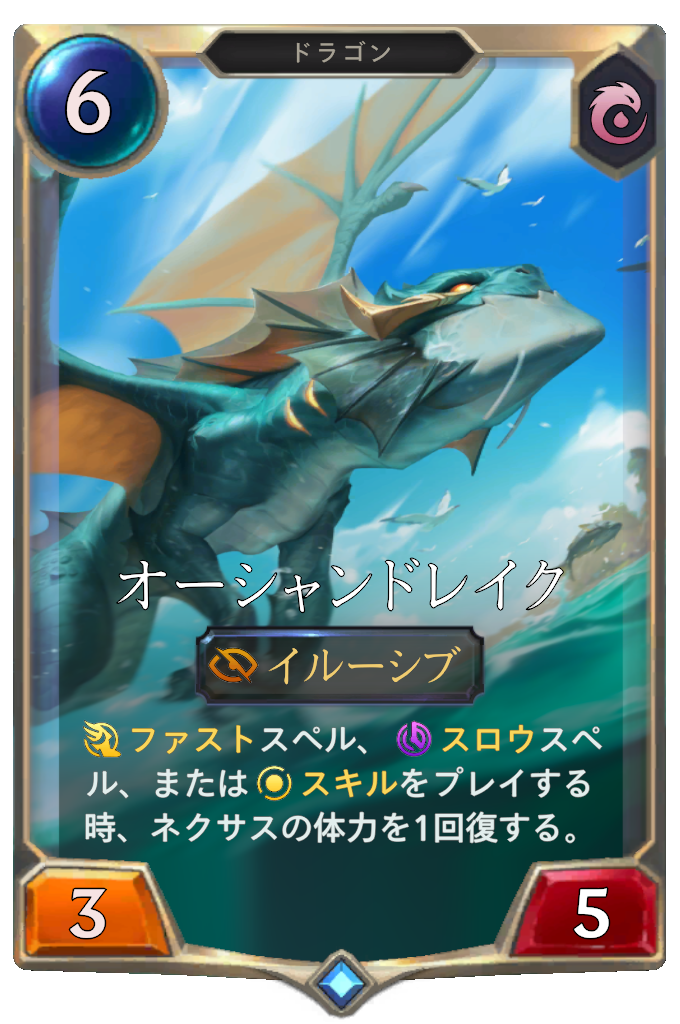 ドラゴン
6
オーシャンドレイク
イルーシブ
ファストスペル、スロウスペ
ル、またはスキルをプレイする
時、ネクサスの体力を1回復する。
3
5